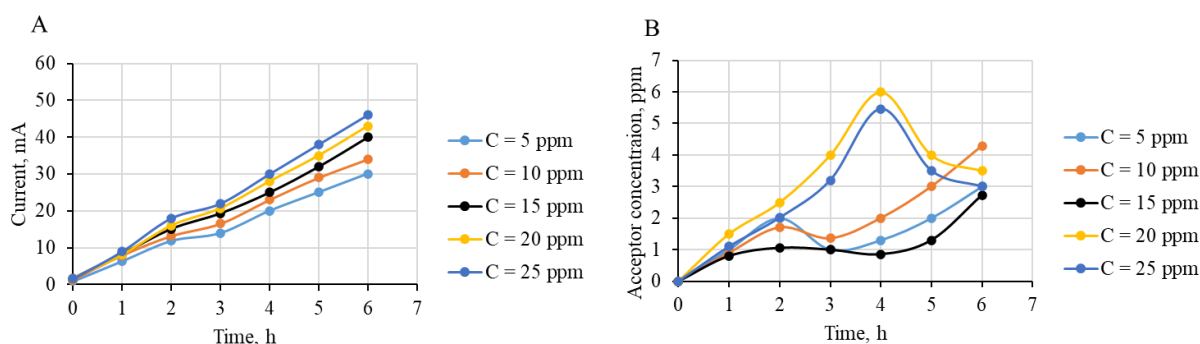 A
Current, mA
60
50
40
30
20
10
0
0 1 2 3 4 5 6 7
Time, h
C = 5 ppm
C = 10 ppm
C = 15 ppm
C = 20 ppm
C = 25 ppm
B
Acceptor concentraion, ppm
7
6
5
4
3
2
1
0
0 1 2 3 4 5 6 7
Time, h
C = 5 ppm
C = 10 ppm
C = 15 ppm
C = 20 ppm
C = 25 ppm